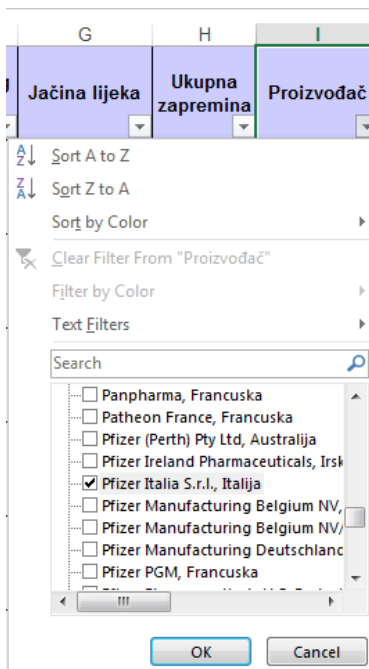 G H I
Jačina lijeka Ukupna zapremina Proizvođač
Sort A to Z
Sort Z to A
Sort by Color
Clear Filter From "Proizvođač"
Filter by Color
Text Filters
Search
Panpharma, Francuska
Patheon France, Francuska
Pfizer (Perth) Pty Ltd, Australija
Pfizer Ireland Pharmaceuticals, Irsk
Pfizer Italia S.r.l., Italija
Pfizer Manufacturing Belgium NV,
Pfizer Manufacturing Belgium NV/
Pfizer Manufacturing Deutschland
Pfizer PGM, Francuska
OK Cancel